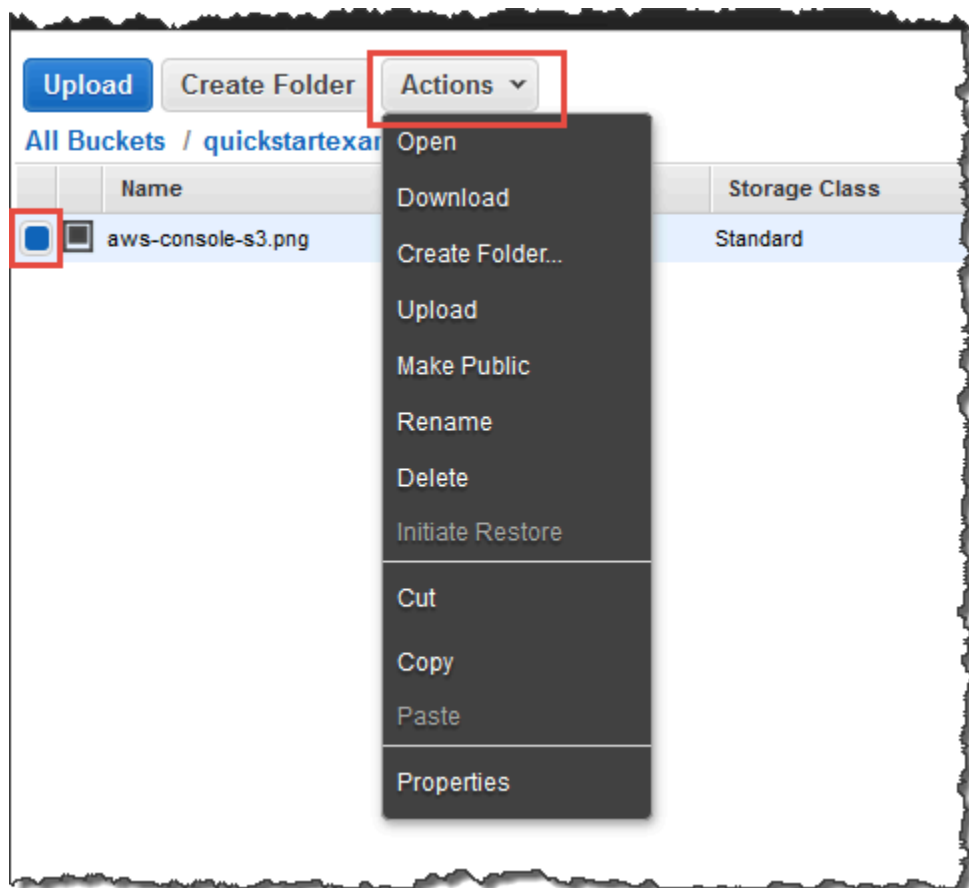 Upload Create Folder Actions
All Buckets / quickstartexa
Name Storage Class
aws-console-s3.png Standard
Open
Download
Create Folder...
Upload
Make Public
Rename
Delete
Initiate Restore
Cut
Copy
Paste
Properties